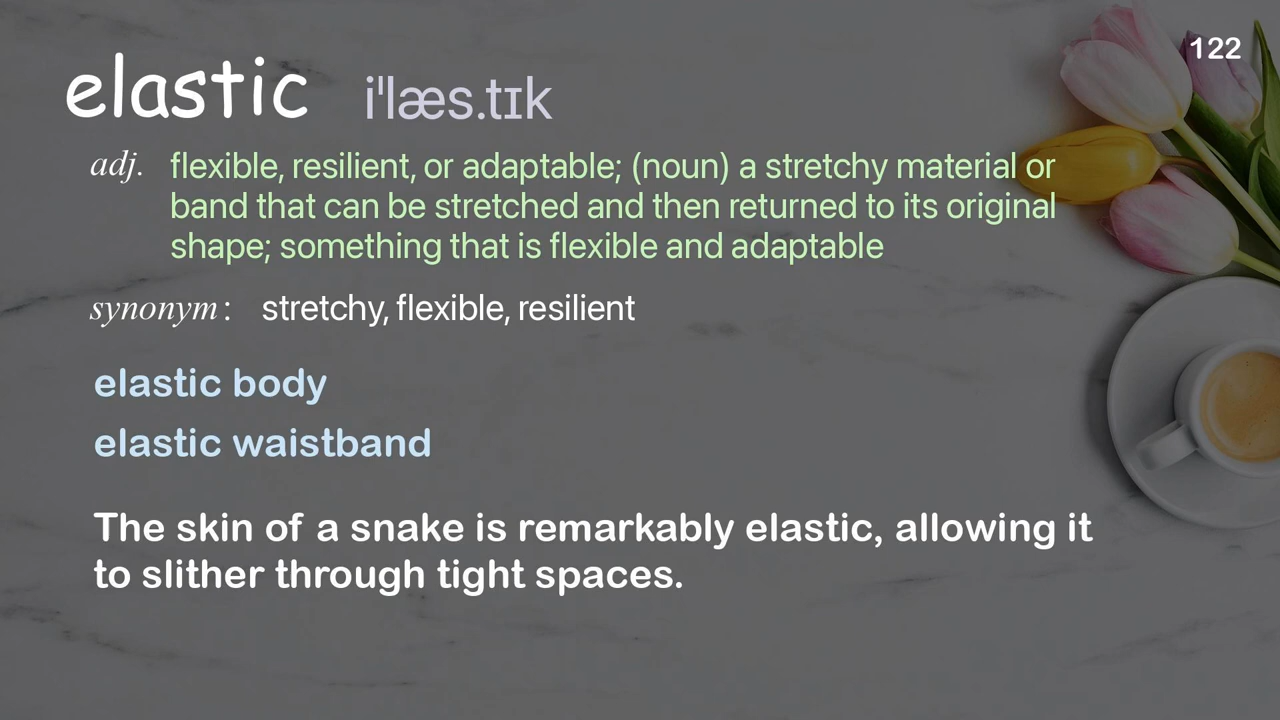 122
elastic iˈlæs.tɪk
adj. flexible, resilient, or adaptable; (noun) a stretchy material or
band that can be stretched and then returned to its original
shape; something that is flexible and adaptable
synonym: stretchy, flexible, resilient
elastic body
elastic waistband
The skin of a snake is remarkably elastic, allowing it
to slither through tight spaces.